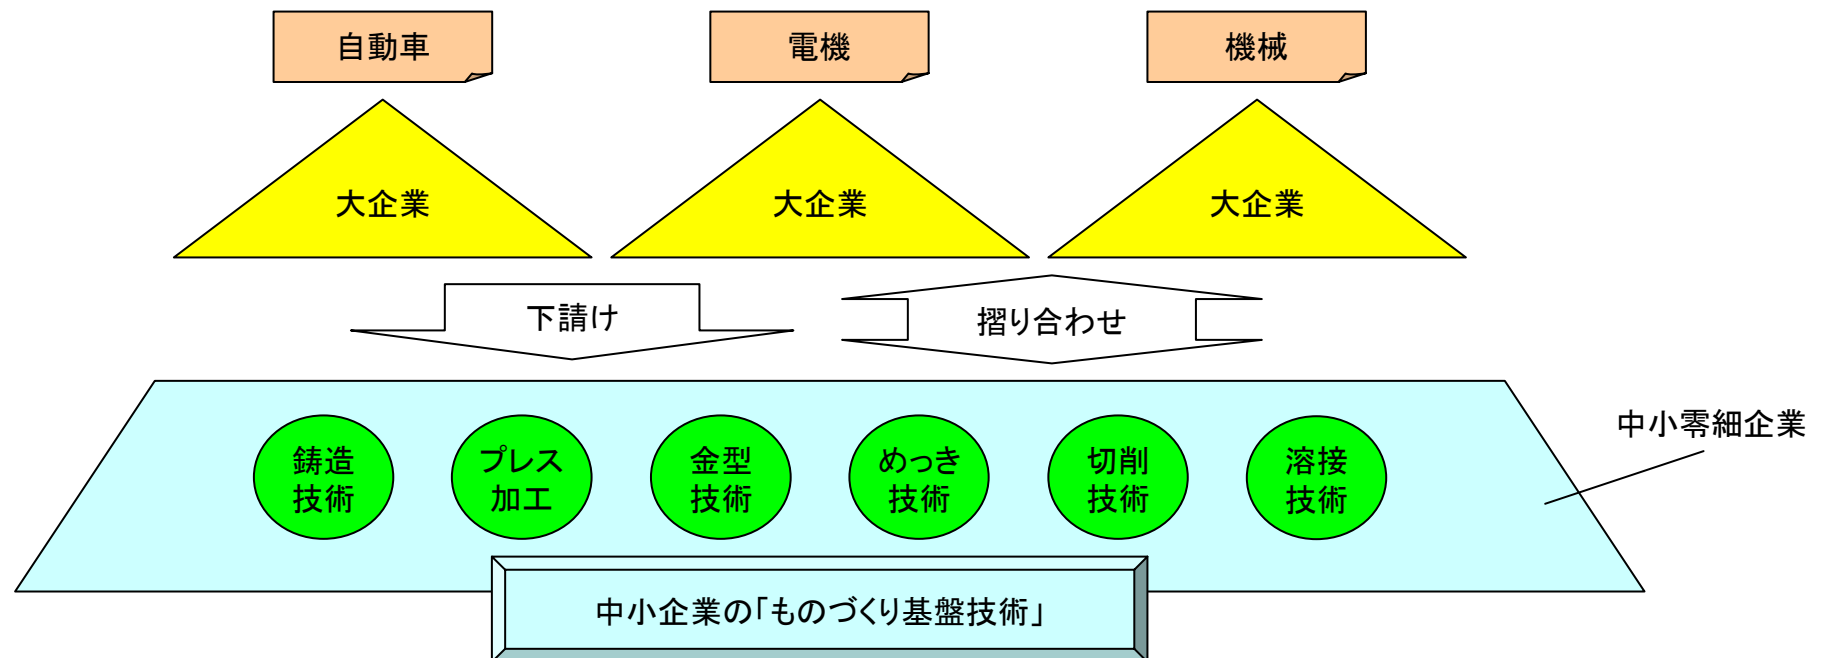 自動車
電機
機械
大企業
大企業
大企業
下請け
摺り合わせ
中小零細企業
鋳造
技術
プレス
加工
金型
技術
めっき
技術
切削
技術
溶接
技術
中小企業の「ものづくり基盤技術」